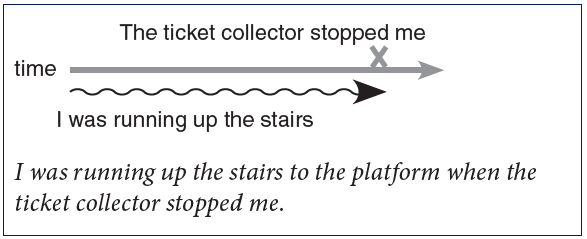 The ticket collector stopped me
time
I was running up the stairs
I was running up the stairs to the platform when the
ticket collector stopped me.